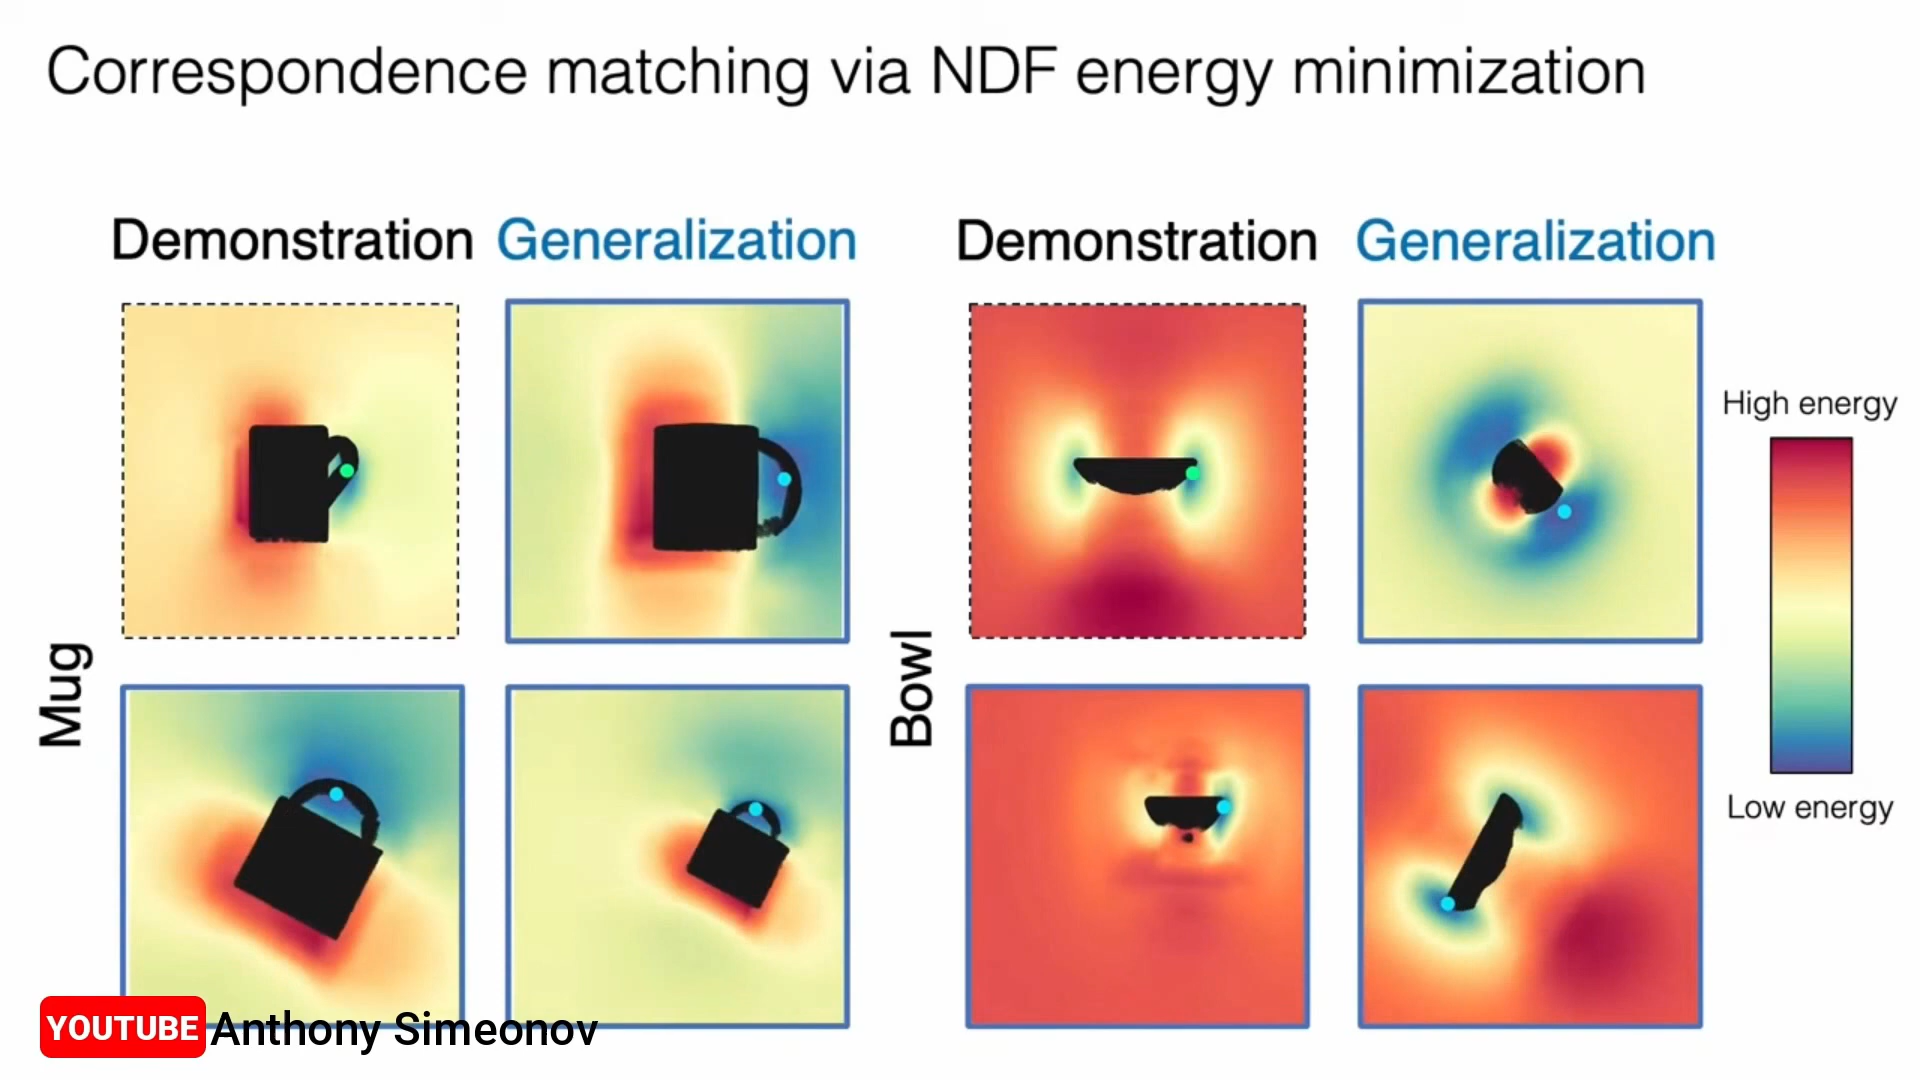 Correspondence matching via NDF energy minimization
Demonstration Generalization Demonstration Generalization
High energy
Mug
Bowl
Low energy
YOUTUBE Anthony Simeonov